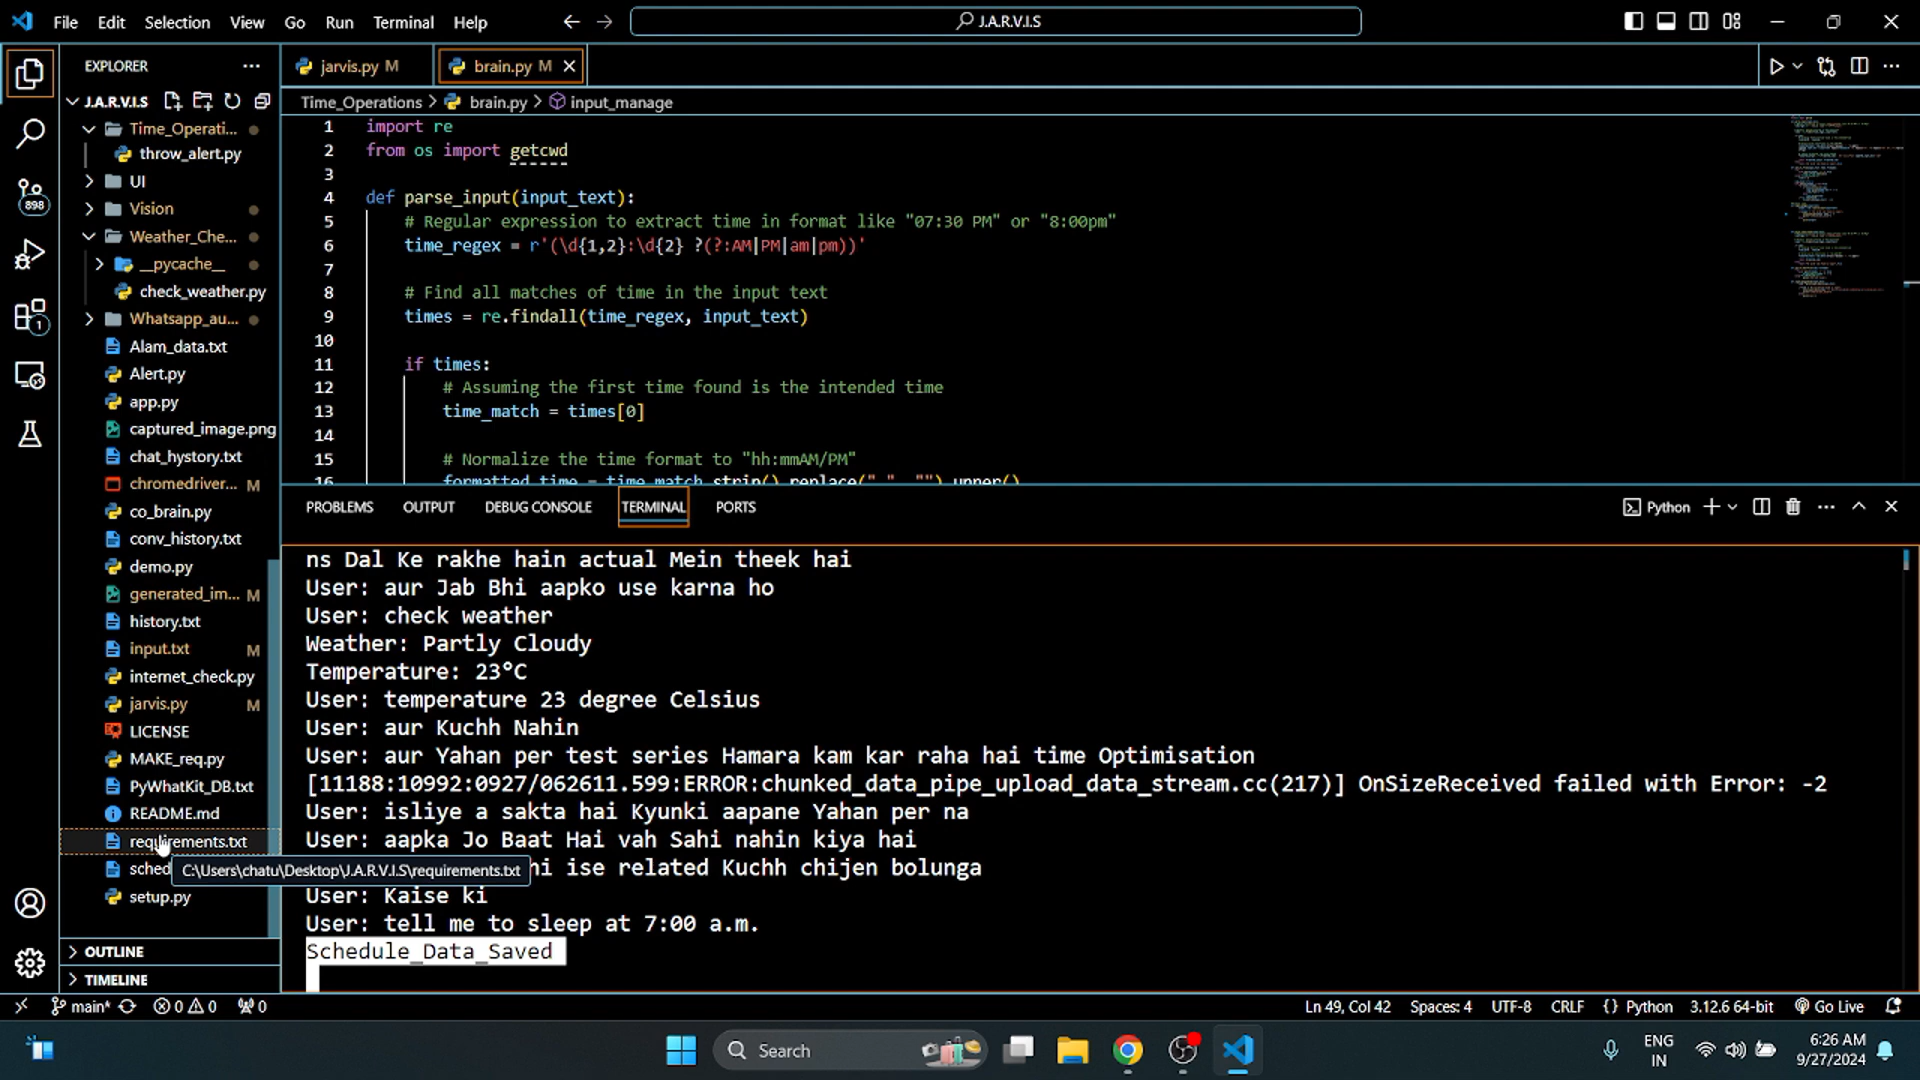 File Edit Selection View Go Run Terminal Help
J.A.R.V.I.S
EXPLORER
J.A.R.V.I.S
Time_Operati...
throw_alert.py
UI
Vision
Weather_Che...
__pycache__
check_weather.py
Whatsapp_au...
Alam_data.txt
Alert.py
app.py
captured_image.png
chat_hystory.txt
chromedriver... M
co_brain.py
conv_history.txt
demo.py
generated_im... M
history.txt
input.txt M
internet_check.py
jarvis.py M
LICENSE
MAKE_req.py
PyWhatKit_DB.txt
README.md
requirements.txt
sched
setup.py
C:\Users\chatu\Desktop\J.A.R.V.I.S\requirements.txt
OUTLINE
TIMELINE
898
1
jarvis.py M
brain.py M
Time_Operations > brain.py > input_manage
1 import re
2 from os import getcwd
3
4 def parse_input(input_text):
5 # Regular expression to extract time in format like "07:30 PM" or "8:00pm"
6 time_regex = r'(\d{1,2}:\d{2} ?(?:AM|PM|am|pm))'
7
8 # Find all matches of time in the input text
9 times = re.findall(time_regex, input_text)
10
11 if times:
12 # Assuming the first time found is the intended time
13 time_match = times[0]
14
15 # Normalize the time format to "hh:mmAM/PM"
16 formatted_time = time_match.strip().replace(" ", "").upper()
PROBLEMS OUTPUT DEBUG CONSOLE TERMINAL PORTS
Python
ns Dal Ke rakhe hain actual Mein theek hai
User: aur Jab Bhi aapko use karna ho
User: check weather
Weather: Partly Cloudy
Temperature: 23°C
User: temperature 23 degree Celsius
User: aur Kuchh Nahin
User: aur Yahan per test series Hamara kam kar raha hai time Optimisation
[11188:10992:0927/062611.599:ERROR:chunked_data_pipe_upload_data_stream.cc(217)] OnSizeReceived failed with Error: -2
User: isliye a sakta hai Kyunki aapane Yahan per na
User: aapka Jo Baat Hai vah Sahi nahin kiya hai
hi ise related Kuchh chijen bolunga
User: Kaise ki
User: tell me to sleep at 7:00 a.m.
Schedule_Data_Saved
main* 0 0 0
Ln 49, Col 42 Spaces: 4 UTF-8 CRLF {} Python 3.12.6 64-bit Go Live
Search
ENG
IN
6:26 AM
9/27/2024